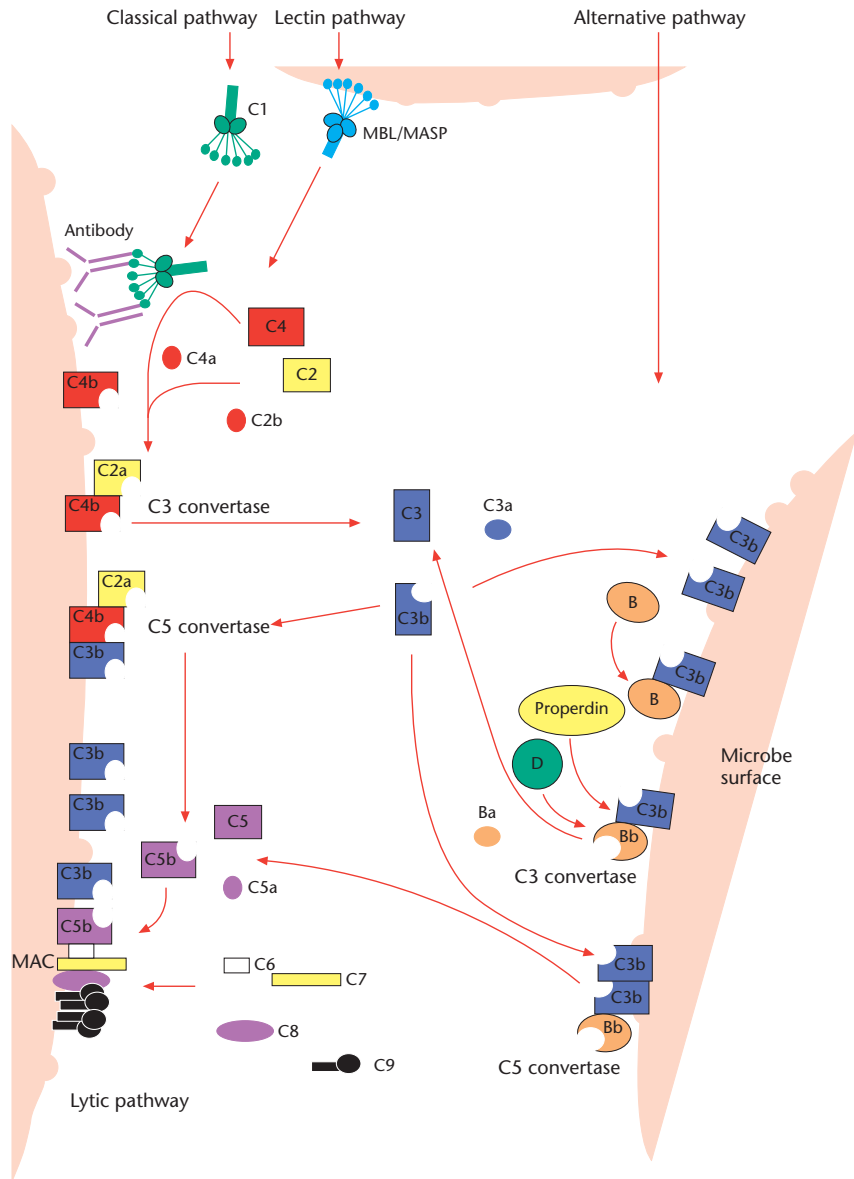 Classical pathway
Lectin pathway
Alternative pathway
C1
MBL/MASP
Antibody
C4
C4a
C2
C4b
C2b
C2a
C4b
C3 convertase
C3
C3a
C3b
C3b
C2a
C4b
C3b
C5 convertase
C3b
B
C3b
B
Properdin
D
Microbe
surface
C3b
C3b
C3b
Bb
Ba
C3 convertase
C5
C5b
C5a
C3b
C5b
MAC
C6
C7
C8
C9
C3b
C3b
Bb
C5 convertase
Lytic pathway